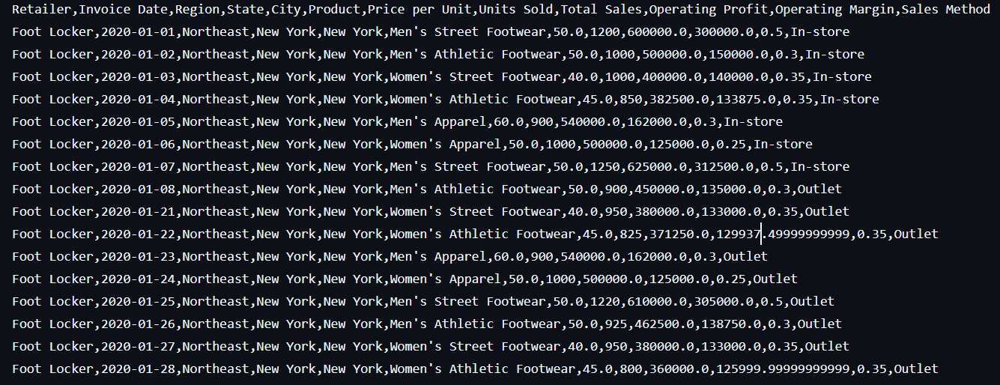 Retailer,Invoice Date,Region,State,City,Product,Price per Unit,Units Sold,Total Sales,Operating Profit,Operating Margin,Sales Method
Foot Locker,2020-01-01,Northeast,New York,New York,Men's Street Footwear,50.0,1200,600000.0,300000.0,0.5,In-store
Foot Locker,2020-01-02,Northeast,New York,New York,Men's Athletic Footwear,50.0,1000,500000.0,150000.0,0.3,In-store
Foot Locker,2020-01-03,Northeast,New York,New York,Women's Street Footwear,40.0,1000,400000.0,140000.0,0.35,In-store
Foot Locker,2020-01-04,Northeast,New York,New York,Women's Athletic Footwear,45.0,850,382500.0,133875.0,0.35,In-store
Foot Locker,2020-01-05,Northeast,New York,New York,Men's Apparel,60.0,900,540000.0,162000.0,0.3,In-store
Foot Locker,2020-01-06,Northeast,New York,New York,Women's Apparel,50.0,1000,500000.0,125000.0,0.25,In-store
Foot Locker,2020-01-07,Northeast,New York,New York,Men's Street Footwear,50.0,1250,625000.0,312500.0,0.5,In-store
Foot Locker,2020-01-08,Northeast,New York,New York,Men's Athletic Footwear,50.0,900,450000.0,135000.0,0.3,Outlet
Foot Locker,2020-01-21,Northeast,New York,New York,Women's Street Footwear,40.0,950,380000.0,133000.0,0.35,Outlet
Foot Locker,2020-01-22,Northeast,New York,New York,Women's Athletic Footwear,45.0,825,371250.0,129937.49999999999,0.35,Outlet
Foot Locker,2020-01-23,Northeast,New York,New York,Men's Apparel,60.0,900,540000.0,162000.0,0.3,Outlet
Foot Locker,2020-01-24,Northeast,New York,New York,Women's Apparel,50.0,1000,500000.0,125000.0,0.25,Outlet
Foot Locker,2020-01-25,Northeast,New York,New York,Men's Street Footwear,50.0,1220,610000.0,305000.0,0.5,Outlet
Foot Locker,2020-01-26,Northeast,New York,New York,Men's Athletic Footwear,50.0,925,462500.0,138750.0,0.3,Outlet
Foot Locker,2020-01-27,Northeast,New York,New York,Women's Street Footwear,40.0,950,380000.0,133000.0,0.35,Outlet
Foot Locker,2020-01-28,Northeast,New York,New York,Women's Athletic Footwear,45.0,800,360000.0,125999.99999999999,0.35,Outlet